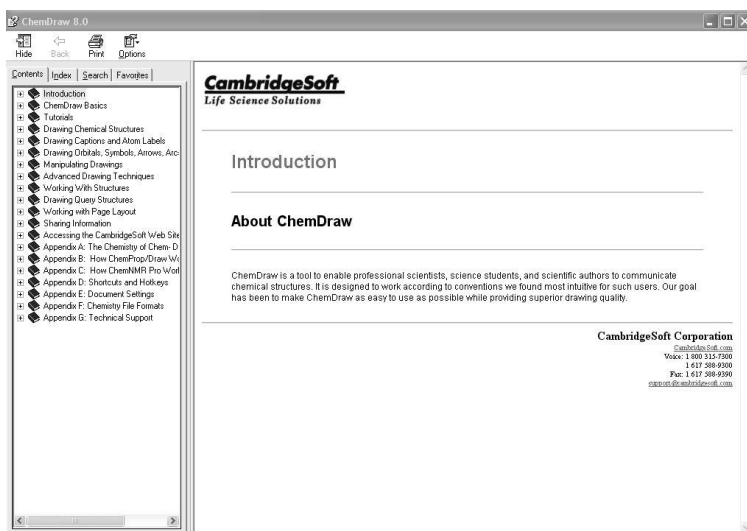 ChemDraw 8.0
Hide Back Print Options
Contents Index Search Favorites
Introduction
ChemDraw Basics
Tutorials
Drawing Chemical Structures
Drawing Captions and Atom Labels
Drawing Orbitals, Symbols, Arrows, Arc
Manipulating Drawings
Advanced Drawing Techniques
Working With Structures
Drawing Query Structures
Working with Page Layout
Sharing Information
Accessing the CambridgeSoft Web Site
Appendix A: The Chemistry of Chem- D
Appendix B: How ChemProp/Draw Wo
Appendix C: How ChemNMR Pro Worl
Appendix D: Shortcuts and Hotkeys
Appendix E: Document Settings
Appendix F: Chemistry File Formats
Appendix G: Technical Support
CambridgeSoft
Life Science Solutions
Introduction
About ChemDraw
ChemDraw is a tool to enable professional scientists, science students, and scientific authors to communicate
chemical structures. It is designed to work according to conventions we found most intuitive for such users. Our goal
has been to make ChemDraw as easy to use as possible while providing superior drawing quality.
CambridgeSoft Corporation
CambridgeSoft.com
Voice: 1 800 315-7300
1 617 588-9300
Fax: 1 617 588-9390
support@cambridgesoft.com